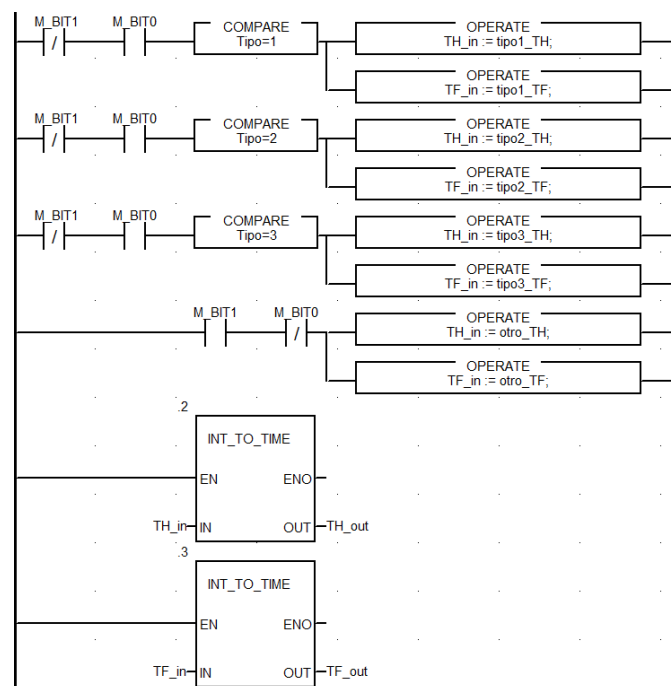 M_BIT1 M_BIT0 COMPARE OPERATE
/ Tipo=1 TH_in := tipo1_TH;
OPERATE
TF_in := tipo1_TF;
M_BIT1 M_BIT0 COMPARE OPERATE
/ Tipo=2 TH_in := tipo2_TH;
OPERATE
TF_in := tipo2_TF;
M_BIT1 M_BIT0 COMPARE OPERATE
/ Tipo=3 TH_in := tipo3_TH;
OPERATE
TF_in := tipo3_TF;
M_BIT1 M_BIT0 OPERATE
/ TH_in := otro_TH;
OPERATE
TF_in := otro_TF;
.2
INT_TO_TIME
EN ENO
TH_in IN OUT TH_out
.3
INT_TO_TIME
EN ENO
TF_in IN OUT TF_out